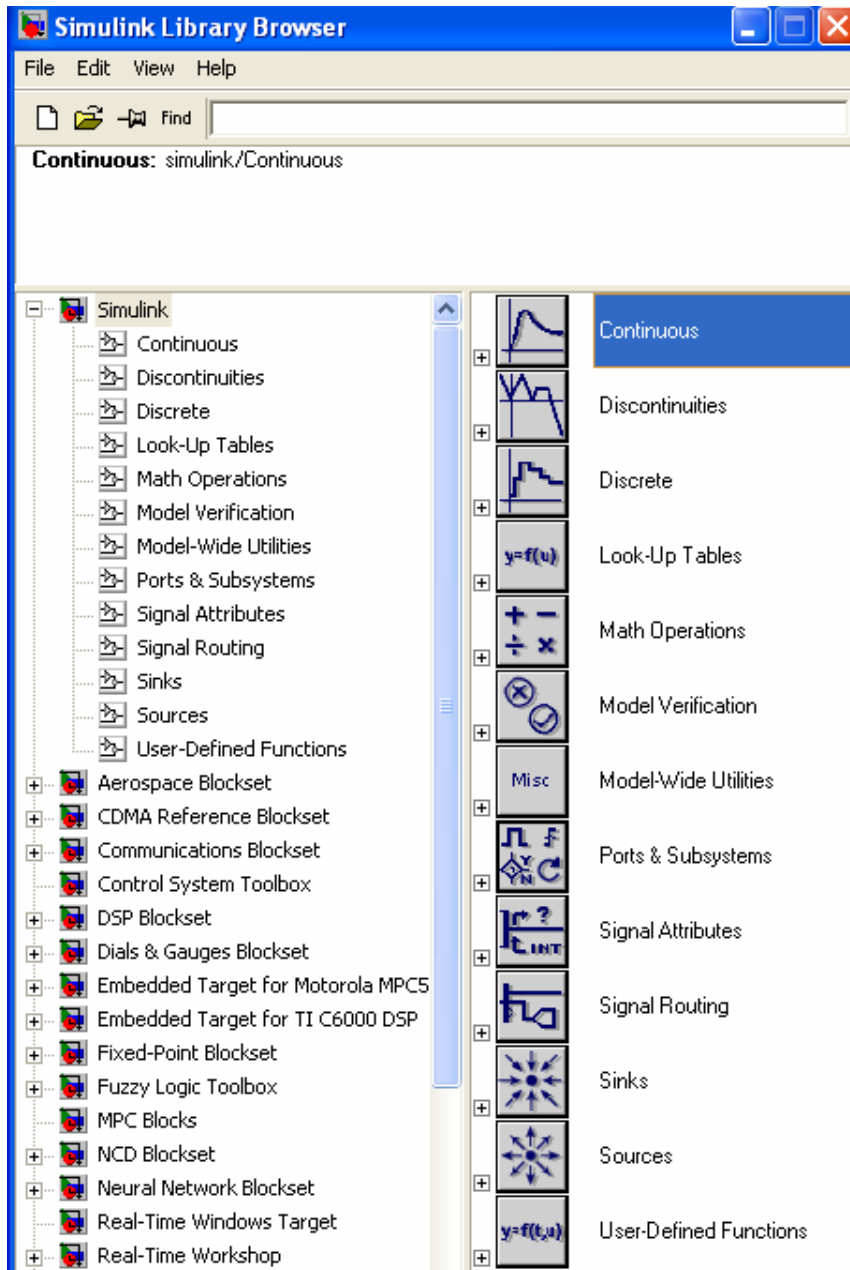 Simulink Library Browser
File Edit View Help
Find
Continuous: simulink/Continuous
Simulink
Continuous
Discontinuities
Discrete
Look-Up Tables
Math Operations
Model Verification
Model-Wide Utilities
Ports & Subsystems
Signal Attributes
Signal Routing
Sinks
Sources
User-Defined Functions
Aerospace Blockset
CDMA Reference Blockset
Communications Blockset
Control System Toolbox
DSP Blockset
Dials & Gauges Blockset
Embedded Target for Motorola MPC5
Embedded Target for TI C6000 DSP
Fixed-Point Blockset
Fuzzy Logic Toolbox
MPC Blocks
NCD Blockset
Neural Network Blockset
Real-Time Windows Target
Real-Time Workshop
Continuous
Discontinuities
Discrete
y=f(u) Look-Up Tables
+ − ÷ × Math Operations
Model Verification
Misc Model-Wide Utilities
Y N Ports & Subsystems
? INT Signal Attributes
Signal Routing
Sinks
Sources
y=f(t,u) User-Defined Functions